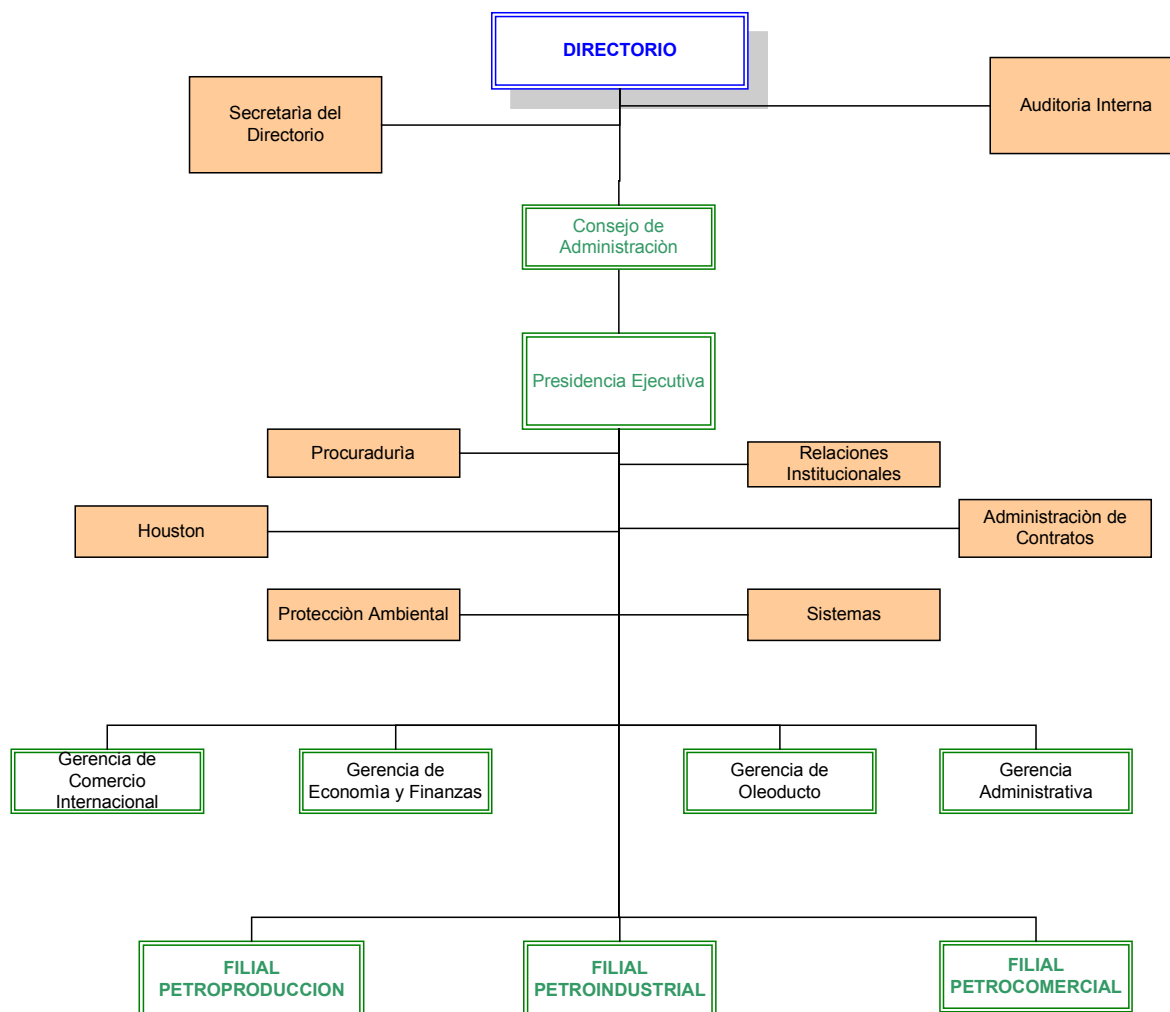 DIRECTORIO
Secretarìa del
Directorio
Auditoria Interna
Consejo de
Administraciòn
Presidencia Ejecutiva
Procuradurìa
Relaciones
Institucionales
Houston
Administraciòn de
Contratos
Protecciòn Ambiental
Sistemas
Gerencia de
Comercio
Internacional
Gerencia de
Economìa y Finanzas
Gerencia de
Oleoducto
Gerencia
Administrativa
FILIAL
PETROPRODUCCION
FILIAL
PETROINDUSTRIAL
FILIAL
PETROCOMERCIAL